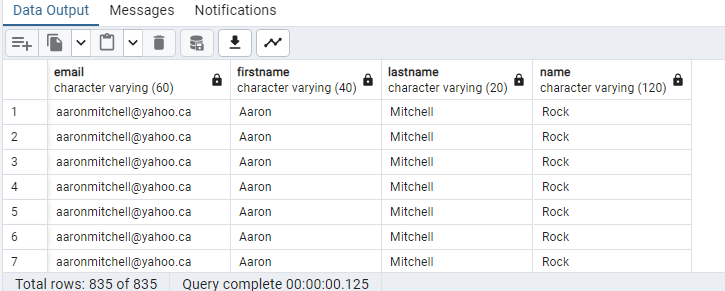 Data Output Messages Notifications
email firstname lastname name
character varying (60) character varying (40) character varying (20) character varying (120)
1 aaronmitchell@yahoo.ca Aaron Mitchell Rock
2 aaronmitchell@yahoo.ca Aaron Mitchell Rock
3 aaronmitchell@yahoo.ca Aaron Mitchell Rock
4 aaronmitchell@yahoo.ca Aaron Mitchell Rock
5 aaronmitchell@yahoo.ca Aaron Mitchell Rock
6 aaronmitchell@yahoo.ca Aaron Mitchell Rock
7 aaronmitchell@yahoo.ca Aaron Mitchell Rock
Total rows: 835 of 835 Query complete 00:00:00.125